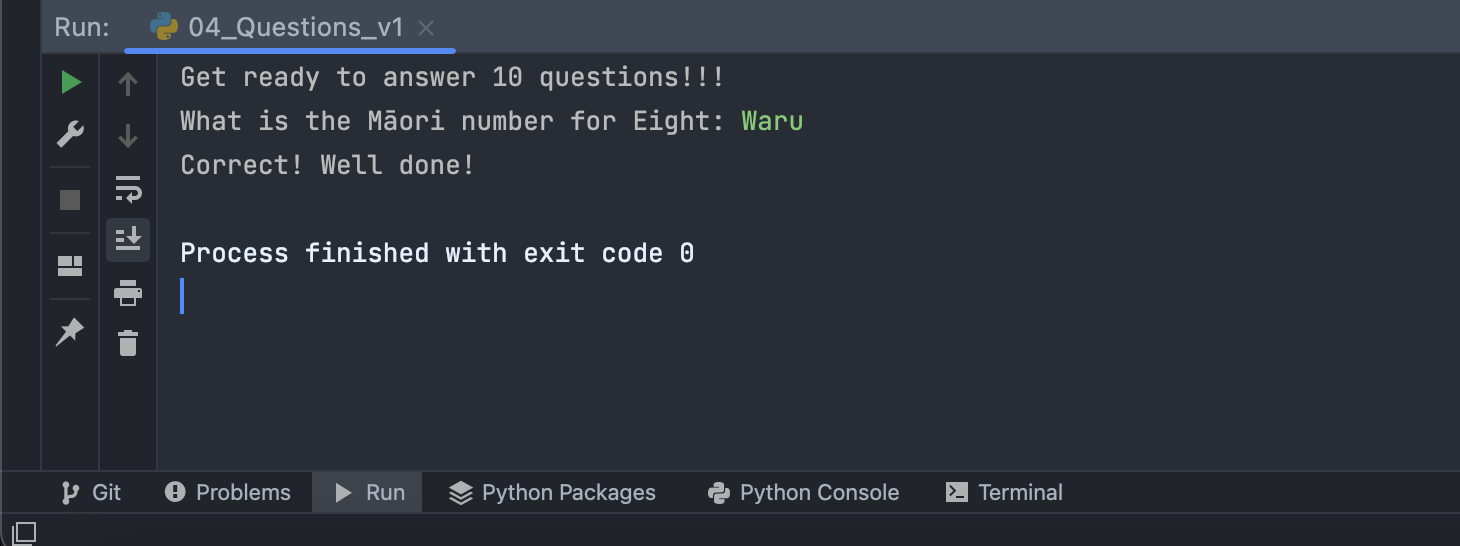 Run: 04_Questions_v1
Get ready to answer 10 questions!!!
What is the Māori number for Eight: Waru
Correct! Well done!
Process finished with exit code 0
Git Problems Run Python Packages Python Console Terminal